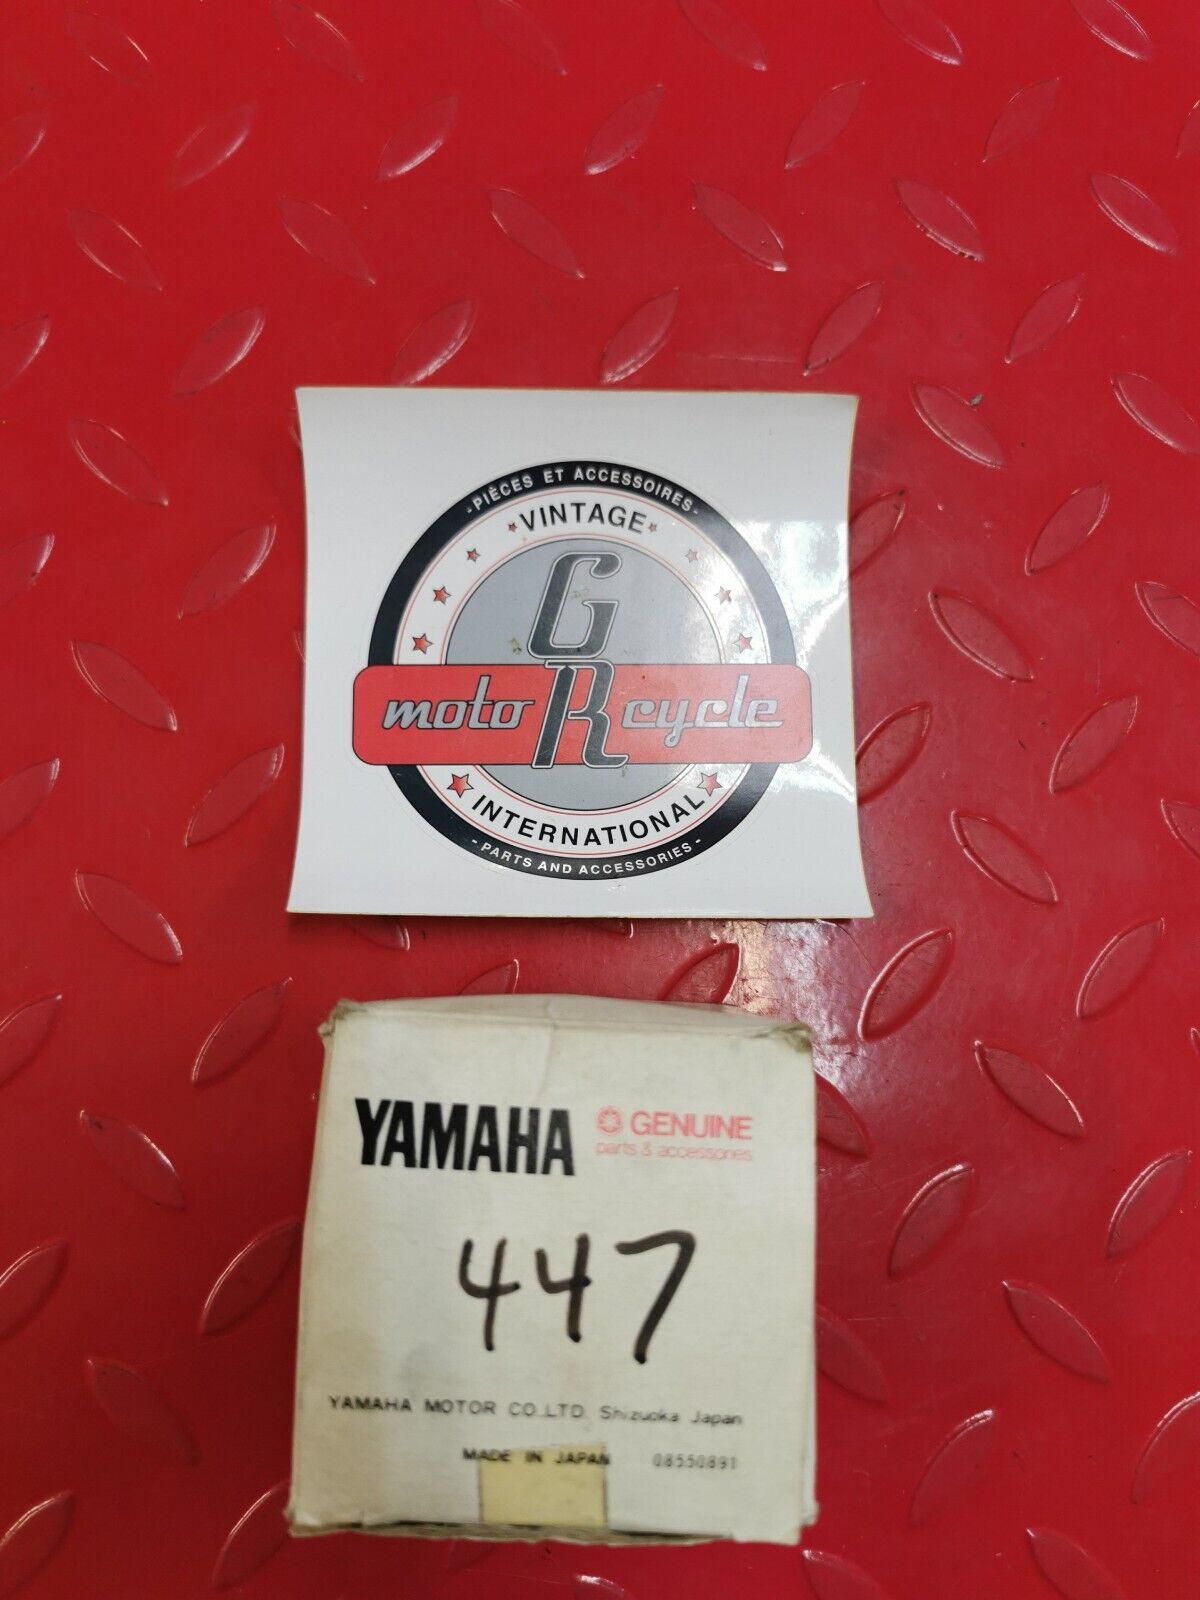 - PIÈCES ET ACCESSOIRES -
VINTAGE
GR
moto cycle
INTERNATIONAL
- PARTS AND ACCESSORIES -
YAMAHA GENUINE
parts & accessories
447
YAMAHA MOTOR CO.,LTD. Shizuoka Japan
MADE IN JAPAN 08550891